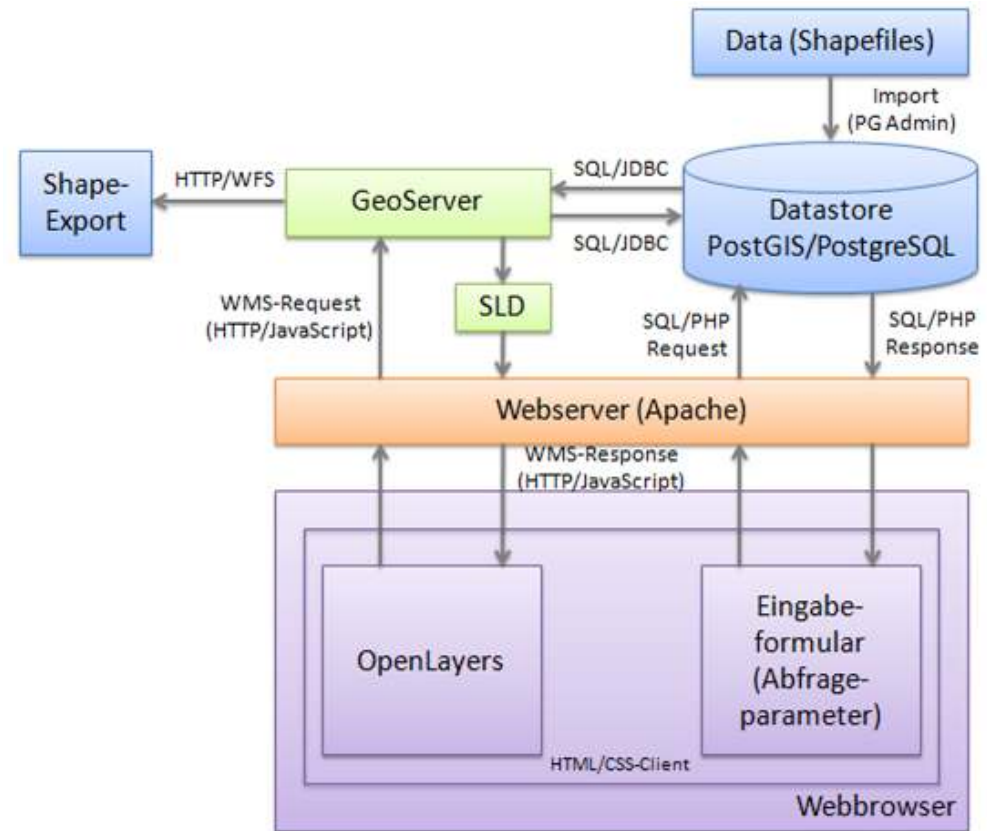 Data (Shapefiles)
Import
(PG Admin)
Shape-
Export
HTTP/WFS
GeoServer
SQL/JDBC
SQL/JDBC
Datastore
PostGIS/PostgreSQL
WMS-Request
(HTTP/JavaScript)
SLD
SQL/PHP
Request
SQL/PHP
Response
Webserver (Apache)
WMS-Response
(HTTP/JavaScript)
OpenLayers
Eingabe-
formular
(Abfrage-
parameter)
HTML/CSS-Client
Webbrowser